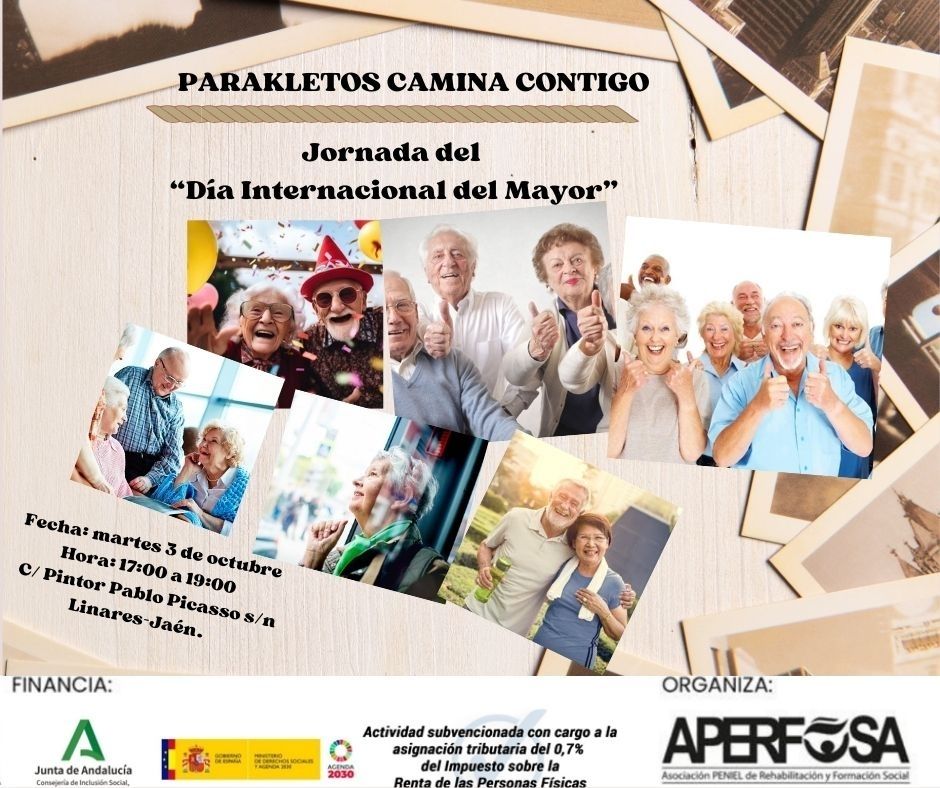 PARAKLETOS CAMINA CONTIGO
Jornada del
“Día Internacional del Mayor”
Fecha: martes 3 de octubre
Hora: 17:00 a 19:00
C/ Pintor Pablo Picasso s/n
Linares-Jaén.
FINANCIA:
Junta de Andalucía
Consejería de Inclusión Social,
GOBIERNO
DE ESPAÑA
MINISTERIO
DE DERECHOS SOCIALES
Y AGENDA 2030
AGENDA
2030
Actividad subvencionada con cargo a la
asignación tributaria del 0,7%
del Impuesto sobre la
Renta de las Personas Físicas
ORGANIZA:
APERFOSA
Asociación PENIEL de Rehabilitación y Formación Social